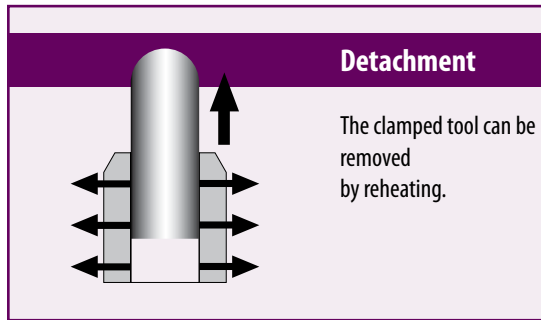 Detachment
The clamped tool can be
removed
by reheating.